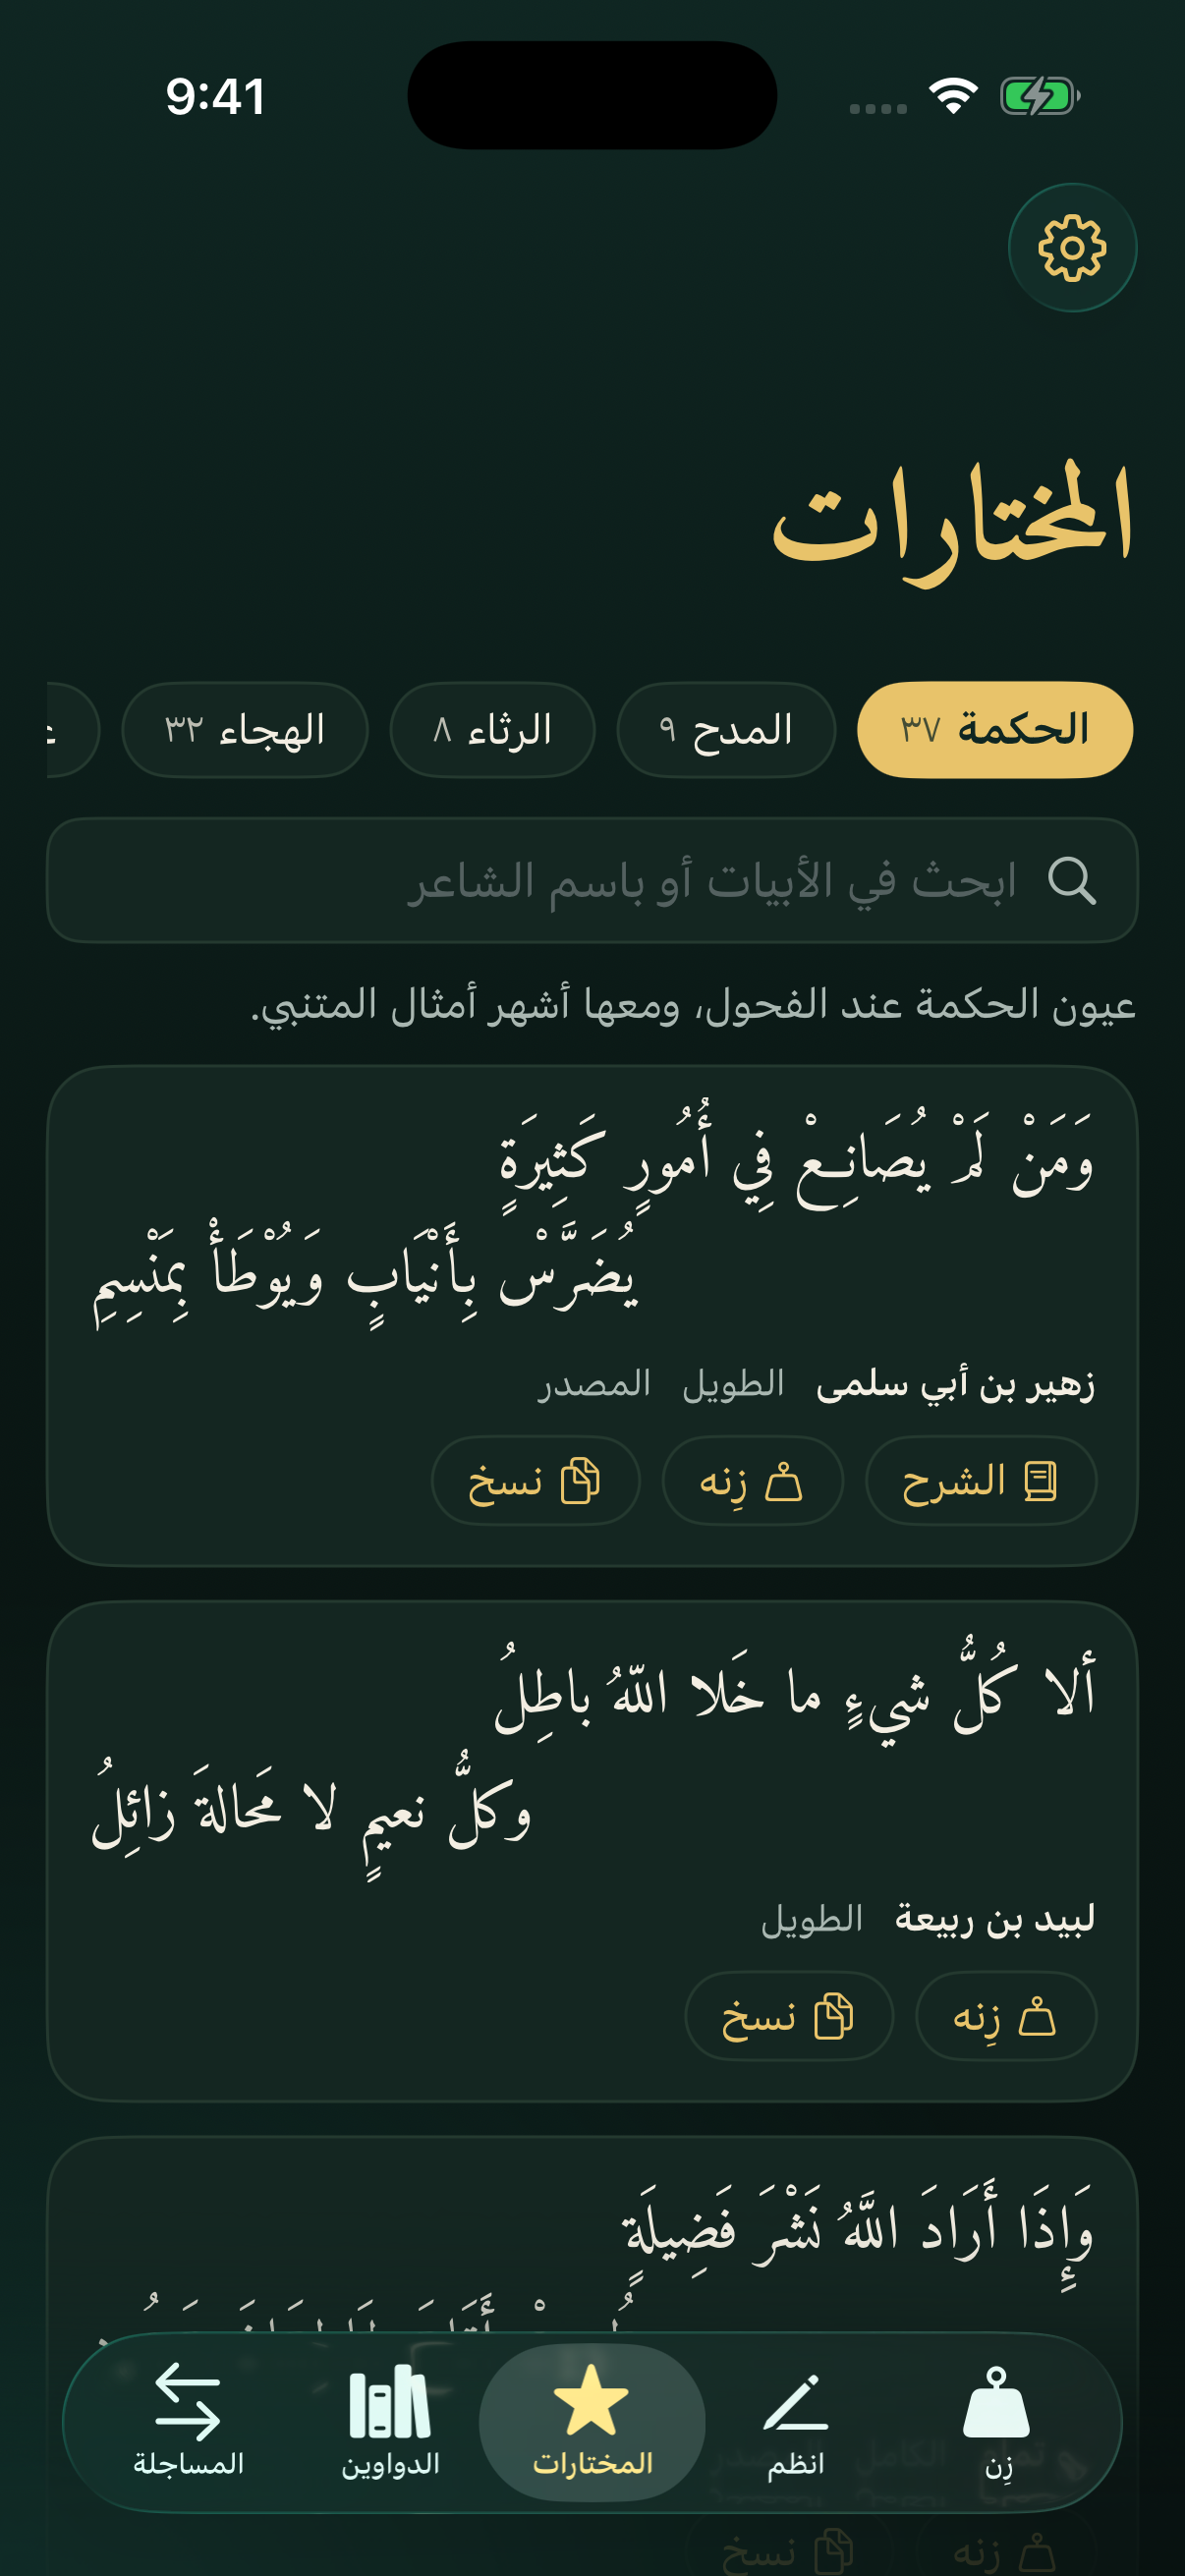 9:41
المختارات
الحكمة ٣٧ المدح ٩ الرثاء ٨ الهجاء ٣٢
ابحث في الأبيات أو باسم الشاعر
عيون الحكمة عند الفحول، ومعها أشهر أمثال المتنبي.
وَمَنْ لَمْ يُصَانِعْ فِي أُمُورٍ كَثِيرَةٍ
يُضَرَّسْ بِأَنْيَابٍ وَيُوْطَأْ بِمَنْسِمِ
زهير بن أبي سلمى الطويل المصدر
الشرح زِنه نسخ
ألا كُلُّ شيءٍ ما خَلا اللّهُ باطِلُ
وكلُّ نعيمٍ لا مَحالةَ زائِلُ
لبيد بن ربيعة الطويل
زِنه نسخ
وَإِذَا أَرَادَ اللَّهُ نَشْرَ فَضِيلَةٍ
زِن انظم المختارات الدواوين المساجلة
زِنه نسخ